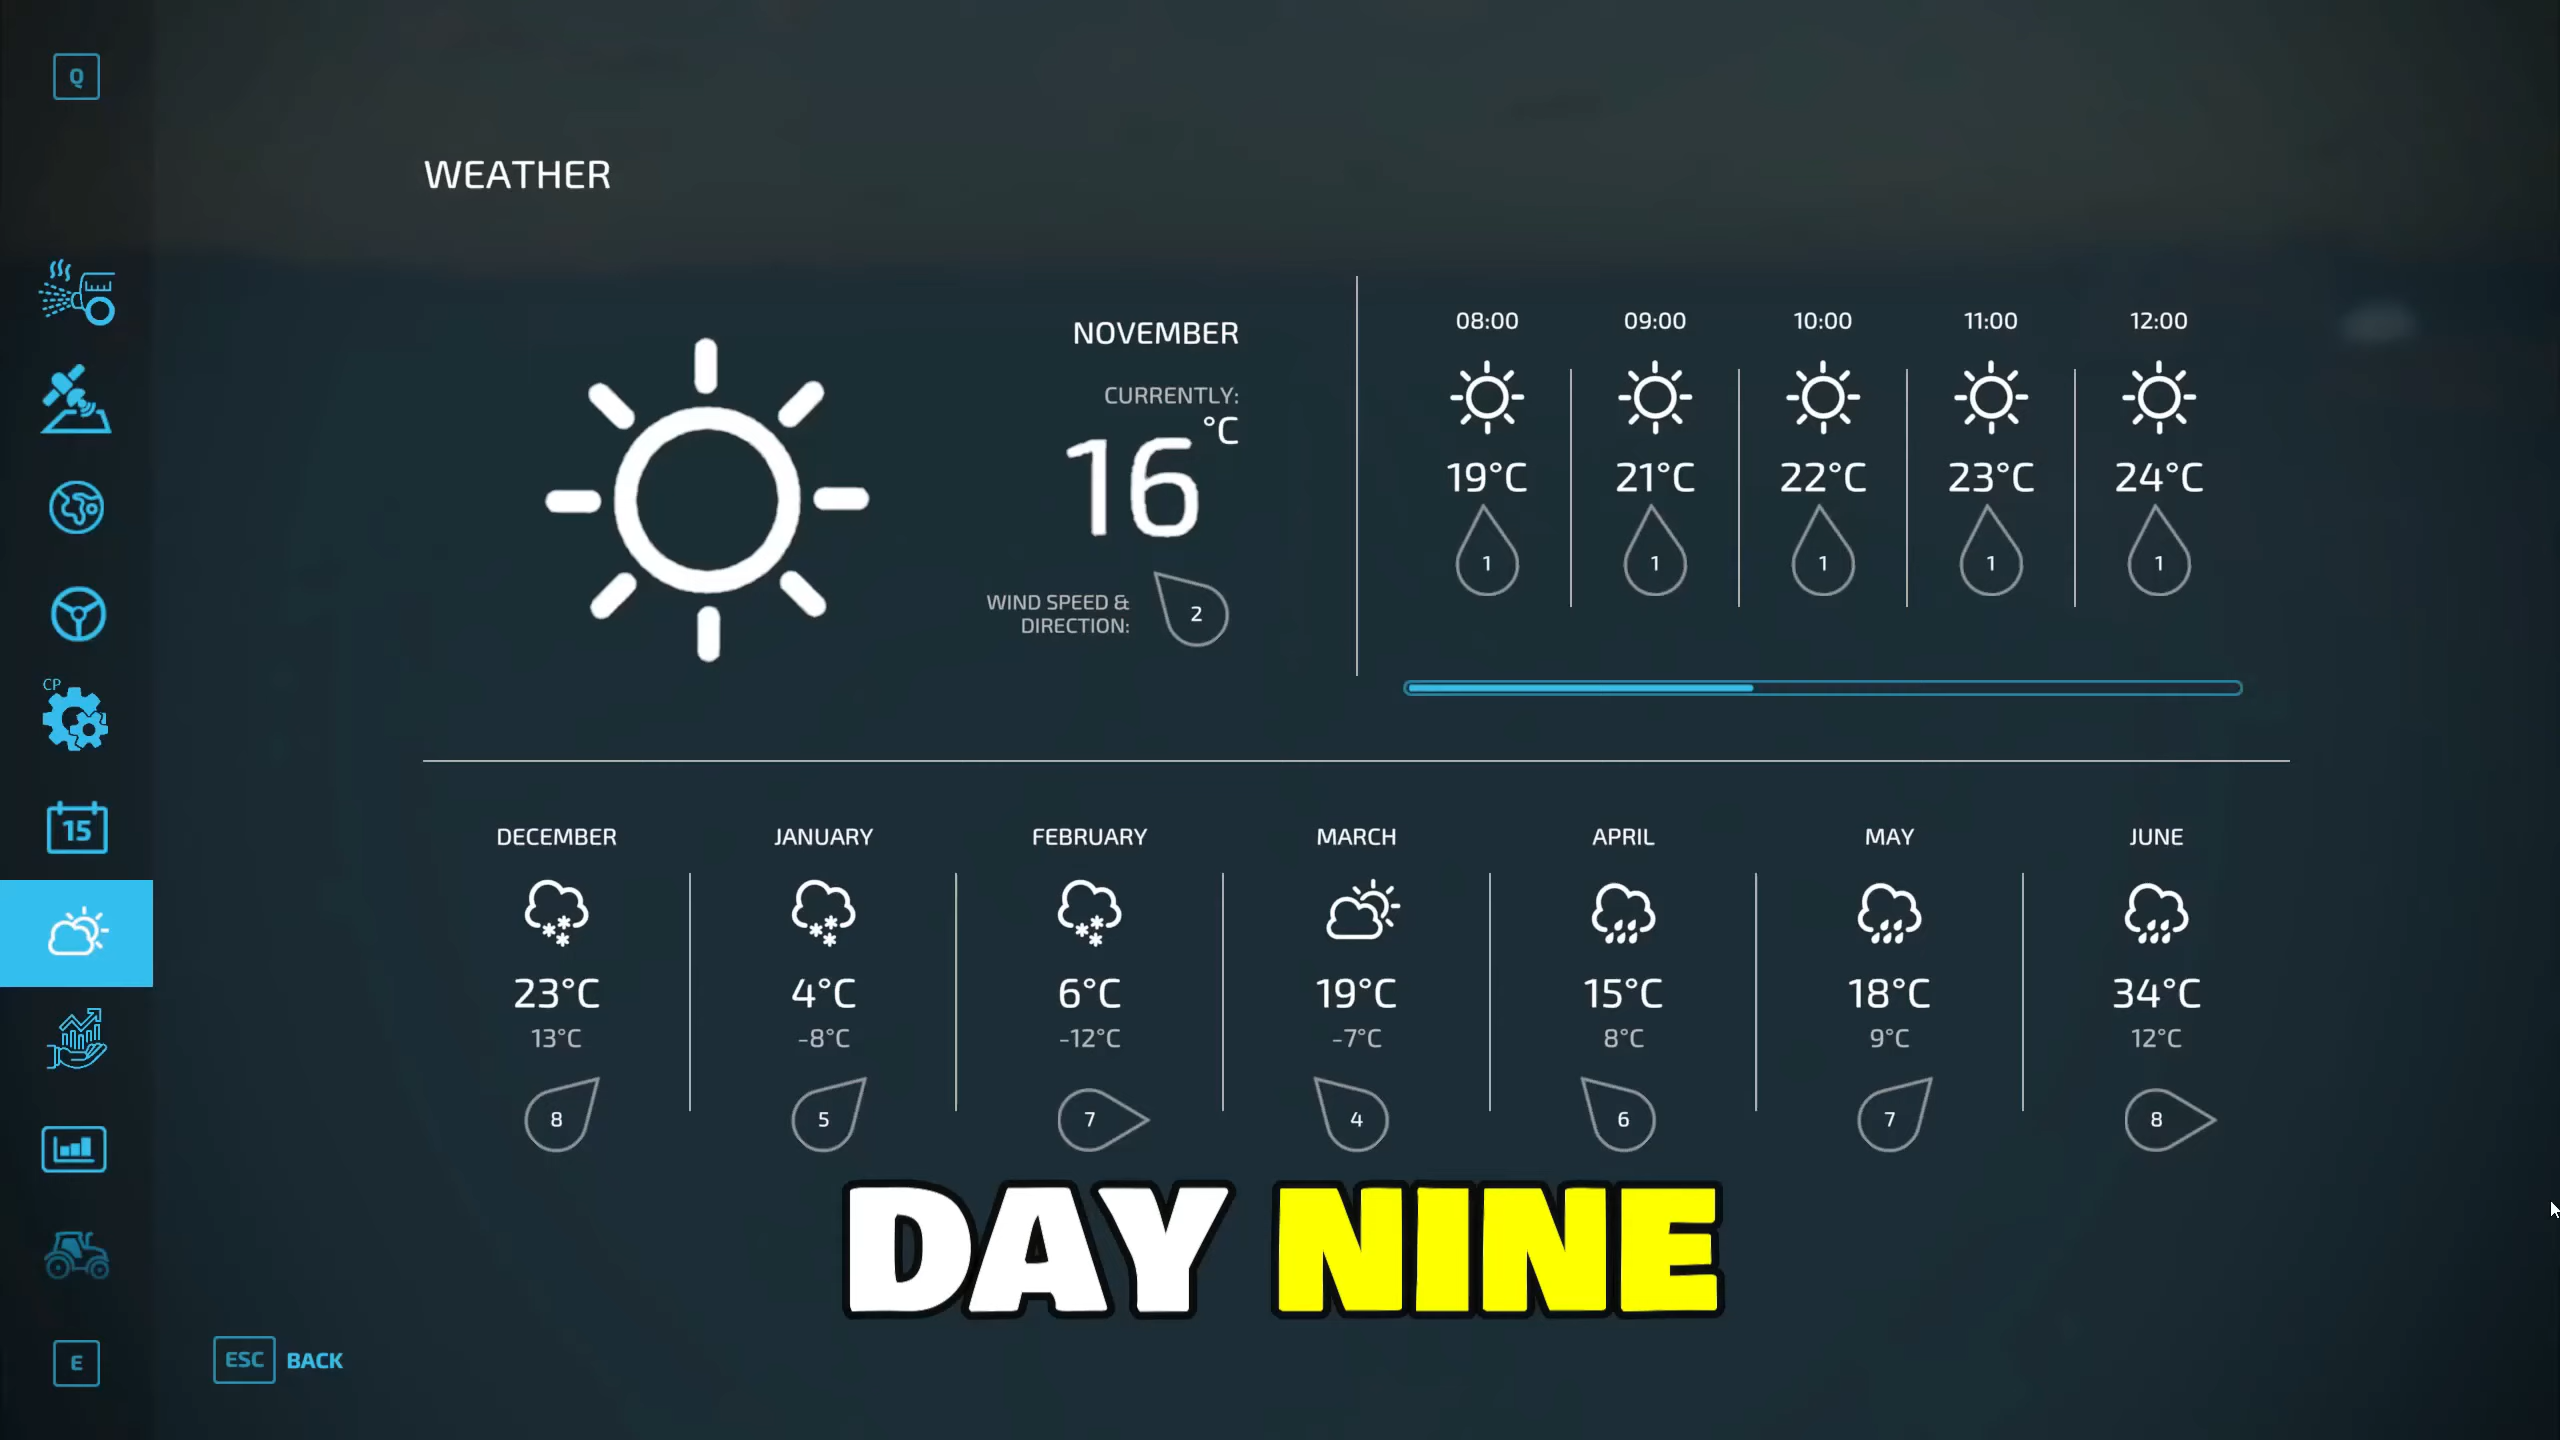 Q
WEATHER
NOVEMBER
CURRENTLY:
16 °C
WIND SPEED &
DIRECTION:
2
08:00 09:00 10:00 11:00 12:00
19°C 21°C 22°C 23°C 24°C
1 1 1 1 1
CP
15
DECEMBER JANUARY FEBRUARY MARCH APRIL MAY JUNE
23°C 4°C 6°C 19°C 15°C 18°C 34°C
13°C -8°C -12°C -7°C 8°C 9°C 12°C
8 5 7 4 6 7 8
DAY NINE
E
ESC BACK